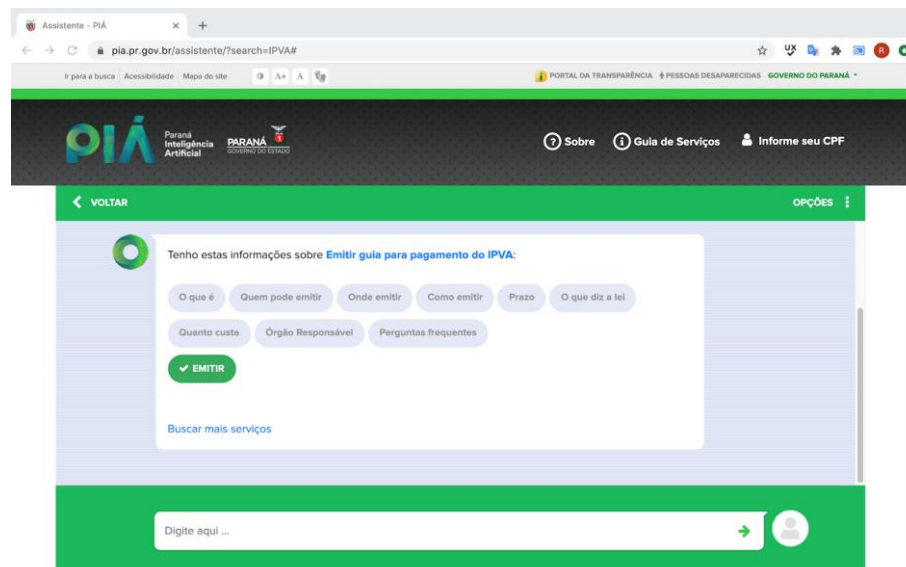 Assistente - PIÁ
pia.pr.gov.br/assistente/?search=IPVA#
UX
R
Ir para a busca Acessibilidade Mapa do site A+ A
PORTAL DA TRANSPARÊNCIA PESSOAS DESAPARECIDAS GOVERNO DO PARANÁ
PIÁ
Paraná
Inteligência
Artificial
PARANÁ
GOVERNO DO ESTADO
? Sobre
i Guia de Serviços
Informe seu CPF
VOLTAR
OPÇÕES
Tenho estas informações sobre Emitir guia para pagamento do IPVA:
O que é Quem pode emitir Onde emitir Como emitir Prazo O que diz a lei
Quanto custa Órgão Responsável Perguntas frequentes
EMITIR
Buscar mais serviços
Digite aqui ...